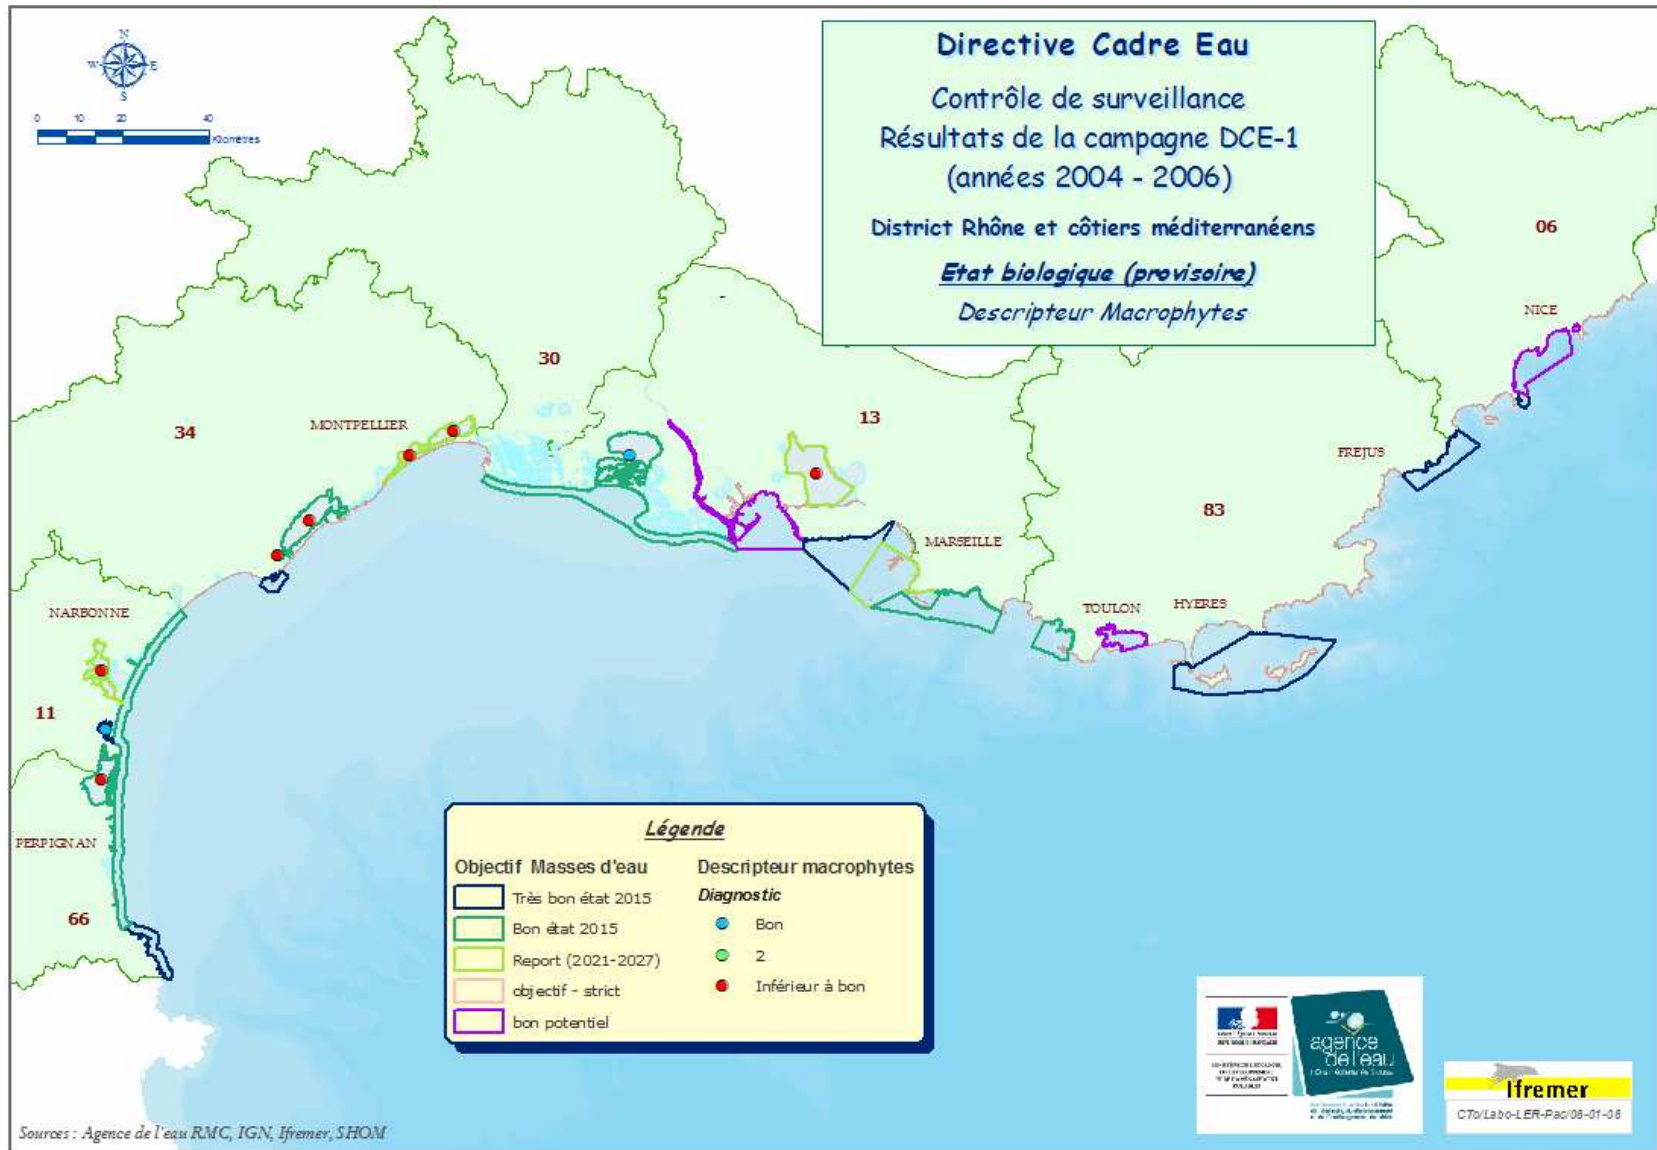 N
W
E
S
0 10 20 40
Kilomètres
Directive Cadre Eau
Contrôle de surveillance
Résultats de la campagne DCE-1
(années 2004 - 2006)
District Rhône et côtiers méditerranéens
Etat biologique (provisoire)
Descripteur Macrophytes
06
NICE
30
13
34
MONTPELLIER
FREJUS
83
MARSEILLE
NARBONNE
TOULON
HYERES
11
PERPIGNAN
66
Légende
Objectif Masses d'eau
Très bon état 2015
Bon état 2015
Report (2021-2027)
objectif - strict
bon potentiel
Descripteur macrophytes
Diagnostic
Bon
2
Inférieur à bon
agence
de l'eau
Ifremer
CTo/Labo-LER-Pac/08-01-08
Sources : Agence de l'eau RMC, IGN, Ifremer, SHOM